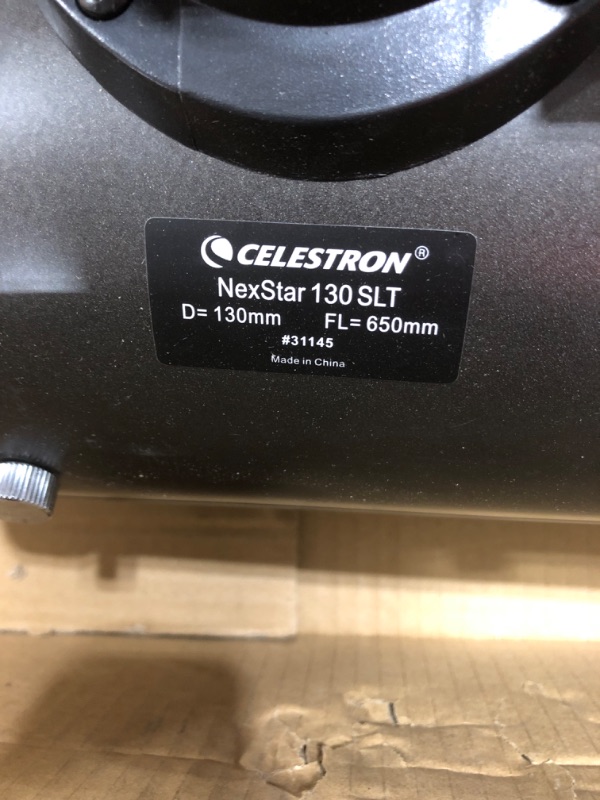 CELESTRON®
NexStar 130 SLT
D= 130mm FL= 650mm
#31145
Made in China